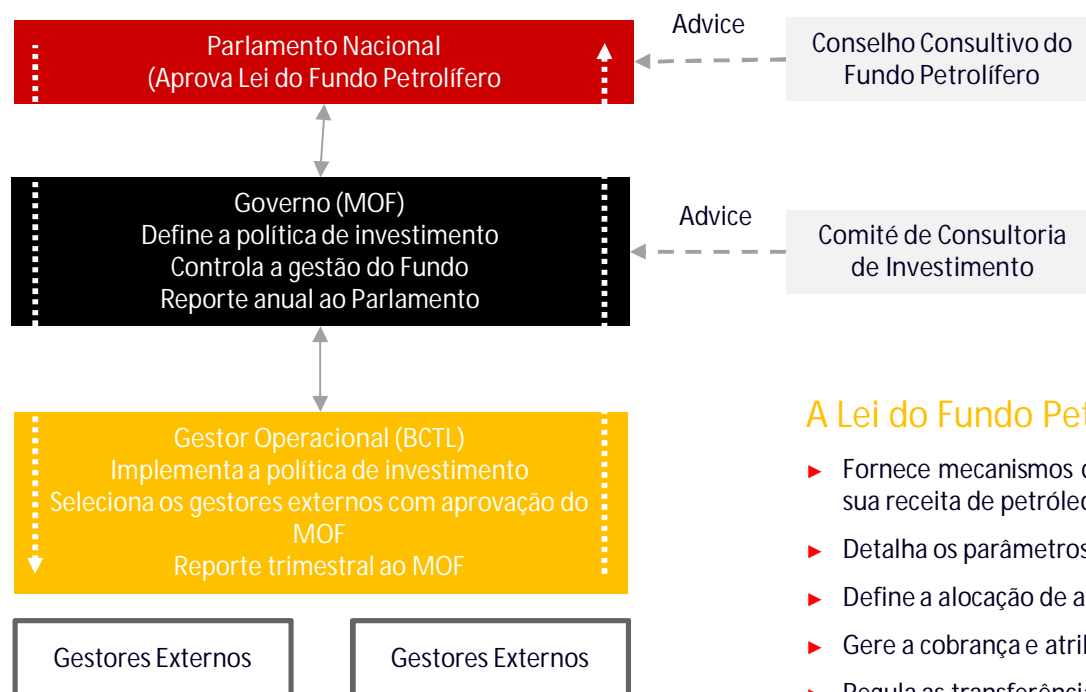 Parlamento Nacional
(Aprova Lei do Fundo Petrolífero
Advice
Conselho Consultivo do
Fundo Petrolífero
Governo (MOF)
Define a política de investimento
Controla a gestão do Fundo
Reporte anual ao Parlamento
Advice
Comité de Consultoria
de Investimento
Gestor Operacional (BCTL)
Implementa a política de investimento
Seleciona os gestores externos com aprovação do
MOF
Reporte trimestral ao MOF
Gestores Externos
Gestores Externos
A Lei do Fundo
► Fornece mecanismos
sua receita de
► Detalha os parâmetros
► Define a alocação de
► Gere a cobrança e
► Regula as